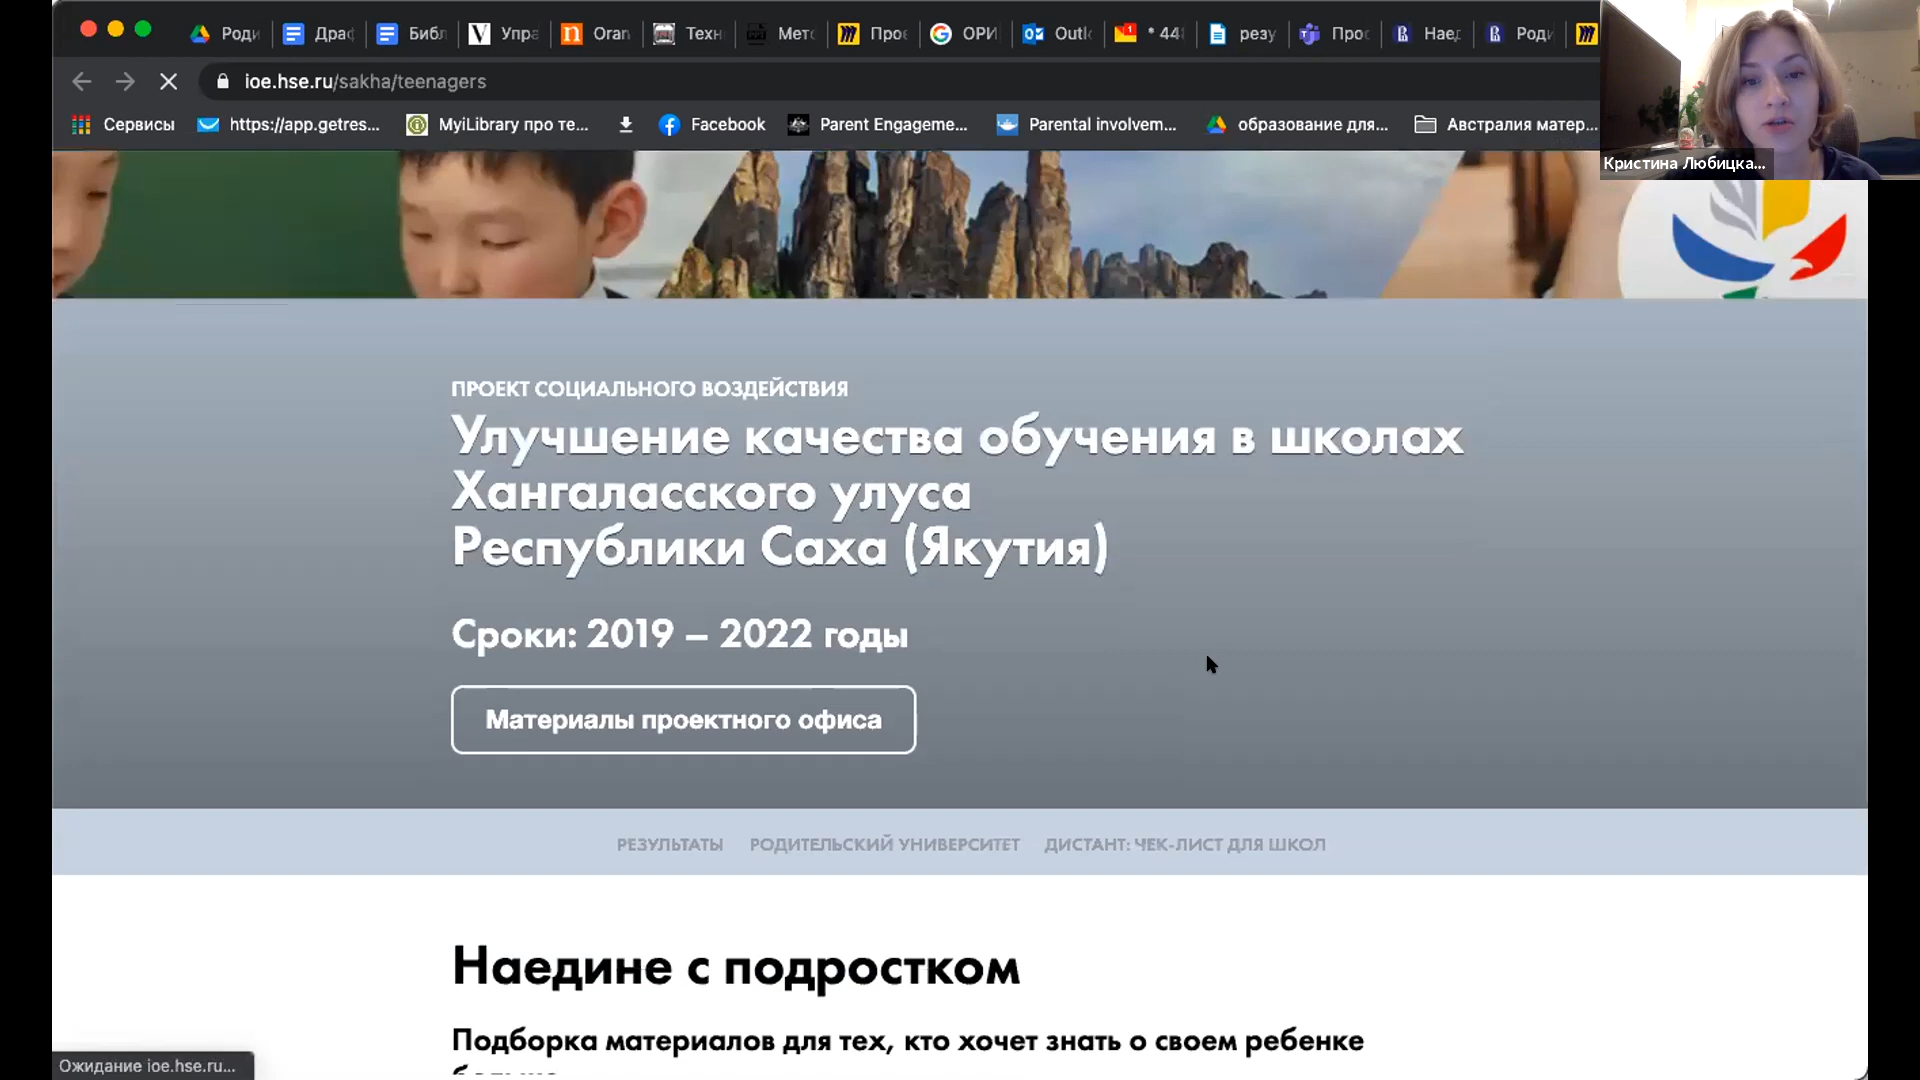 Роди Драф Библ Упра Oran Техн Мето Прое ОРИ Outlo * 448 резу Прос Наед Роди
ioe.hse.ru/sakha/teenagers
Сервисы https://app.getres... MyiLibrary про те... Facebook Parent Engageme... Parental involvem... образование для... Австралия матер...
Кристина Любицка...
ПРОЕКТ СОЦИАЛЬНОГО ВОЗДЕЙСТВИЯ
Улучшение качества обучения в школах
Хангаласского улуса
Республики Саха (Якутия)
Сроки: 2019 – 2022 годы
Материалы проектного офиса
РЕЗУЛЬТАТЫ РОДИТЕЛЬСКИЙ УНИВЕРСИТЕТ ДИСТАНТ: ЧЕК-ЛИСТ ДЛЯ ШКОЛ
Наедине с подростком
Подборка материалов для тех, кто хочет знать о своем ребенке
Ожидание ioe.hse.ru...